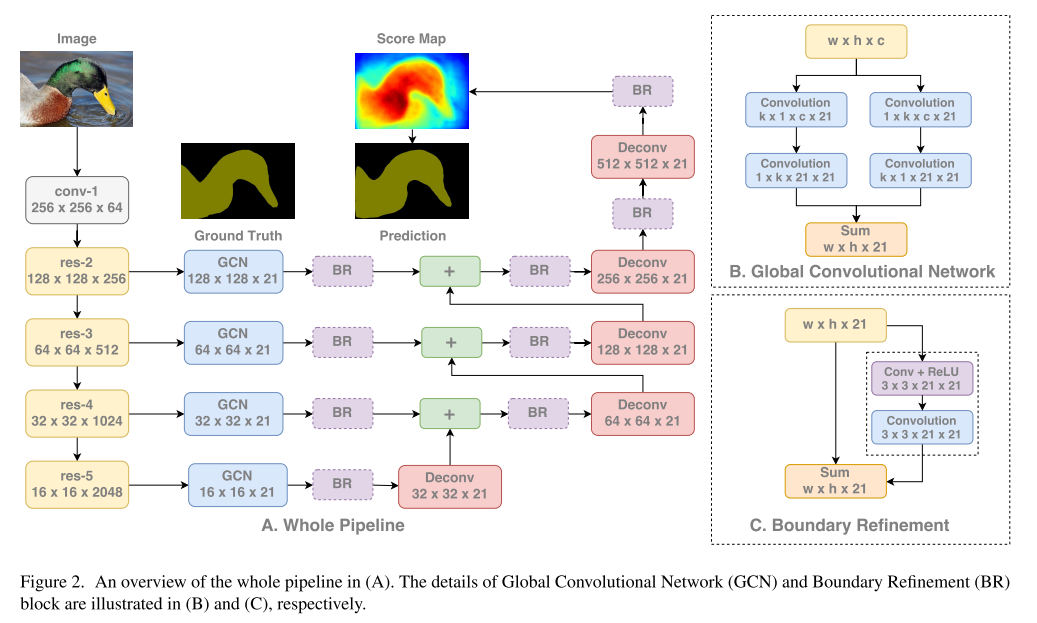 Image
Score Map
conv-1
256 x 256 x 64
Ground Truth
Prediction
res-2
128 x 128 x 256
GCN
128 x 128 x 21
BR
+
BR
Deconv
256 x 256 x 21
BR
Deconv
512 x 512 x 21
BR
res-3
64 x 64 x 512
GCN
64 x 64 x 21
BR
+
BR
Deconv
128 x 128 x 21
res-4
32 x 32 x 1024
GCN
32 x 32 x 21
BR
+
BR
Deconv
64 x 64 x 21
res-5
16 x 16 x 2048
GCN
16 x 16 x 21
BR
Deconv
32 x 32 x 21
A. Whole Pipeline
w x h x c
Convolution
k x 1 x c x 21
Convolution
1 x k x c x 21
Convolution
1 x k x 21 x 21
Convolution
k x 1 x 21 x 21
Sum
w x h x 21
B. Global Convolutional Network
w x h x 21
Conv + ReLU
3 x 3 x 21 x 21
Convolution
3 x 3 x 21 x 21
Sum
w x h x 21
C. Boundary Refinement
Figure 2. An overview of the whole pipeline in (A). The details of Global Convolutional Network (GCN) and Boundary Refinement (BR)
block are illustrated in (B) and (C), respectively.